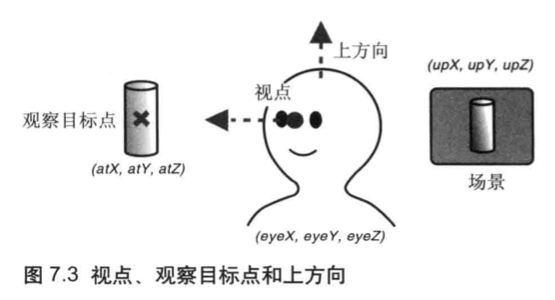 上方向
(upX, upY, upZ)
视点
观察目标点
(atX, atY, atZ)
场景
(eyeX, eyeY, eyeZ)
图 7.3 视点、观察目标点和上方向